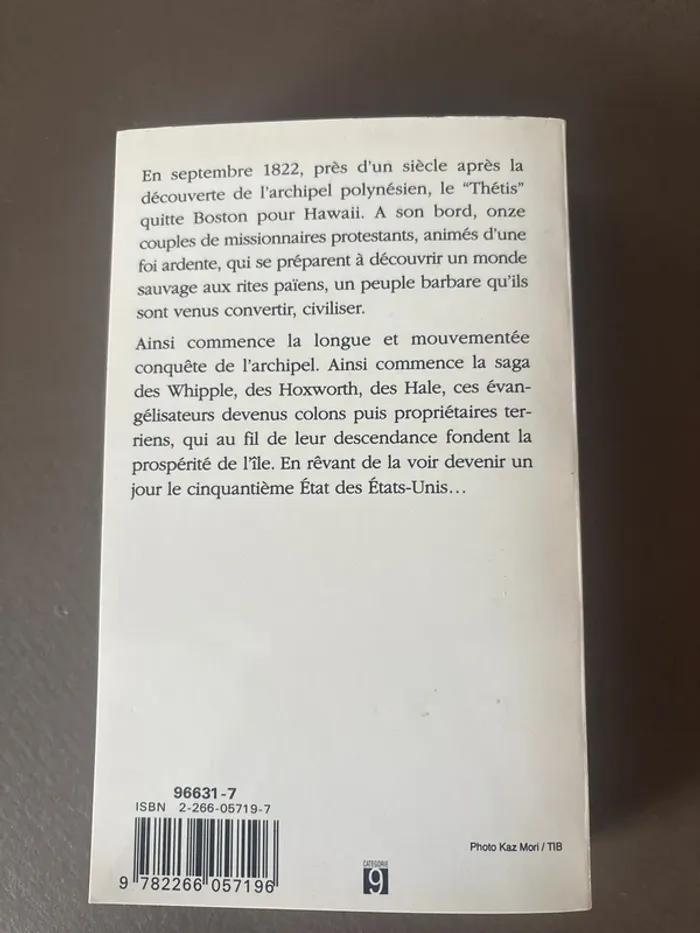 En septembre 1822, près d'un siècle après la
découverte de l'archipel polynésien, le "Thétis"
quitte Boston pour Hawaii. A son bord, onze
couples de missionnaires protestants, animés d'une
foi ardente, qui se préparent à découvrir un monde
sauvage aux rites païens, un peuple barbare qu'ils
sont venus convertir, civiliser.
Ainsi commence la longue et mouvementée
conquête de l'archipel. Ainsi commence la saga
des Whipple, des Hoxworth, des Hale, ces évan-
gélisateurs devenus colons puis propriétaires ter-
riens, qui au fil de leur descendance fondent la
prospérité de l'île. En rêvant de la voir devenir un
jour le cinquantième État des États-Unis...
96631-7
ISBN 2-266-05719-7
9 782266 057196
CATEGORIE
9
Photo Kaz Mori / TIB